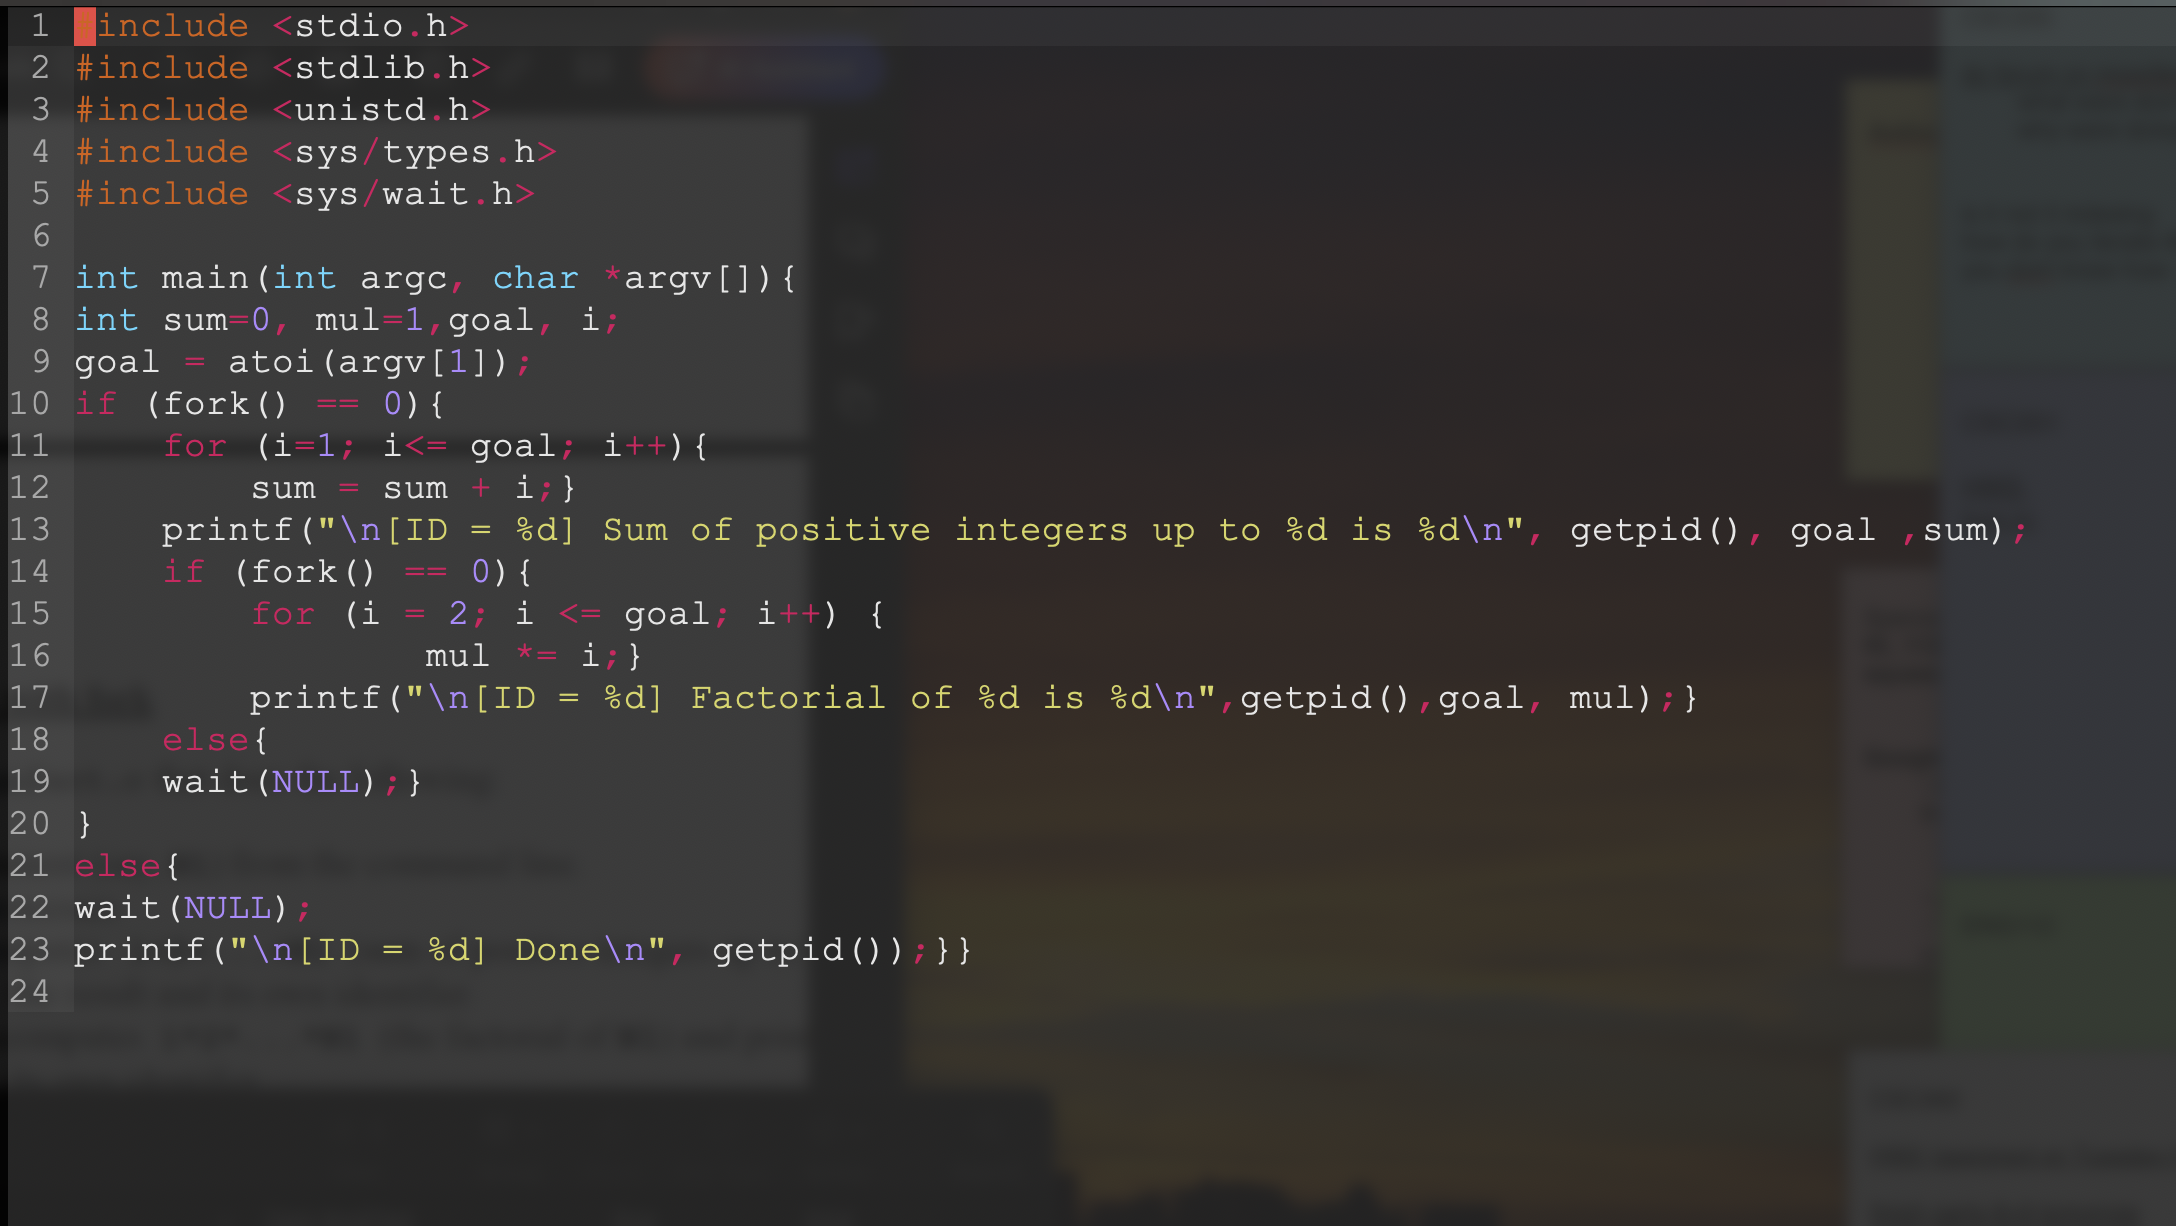 1 #include <stdio.h>
2 #include <stdlib.h>
3 #include <unistd.h>
4 #include <sys/types.h>
5 #include <sys/wait.h>
6
7 int main(int argc, char *argv[]){
8 int sum=0, mul=1,goal, i;
9 goal = atoi(argv[1]);
10 if (fork() == 0){
11     for (i=1; i<= goal; i++){
12         sum = sum + i;}
13     printf("\n[ID = %d] Sum of positive integers up to %d is %d\n", getpid(), goal ,sum);
14     if (fork() == 0){
15         for (i = 2; i <= goal; i++) {
16                 mul *= i;}
17         printf("\n[ID = %d] Factorial of %d is %d\n",getpid(),goal, mul);}
18     else{
19     wait(NULL);}
20 }
21 else{
22 wait(NULL);
23 printf("\n[ID = %d] Done\n", getpid());}}
24